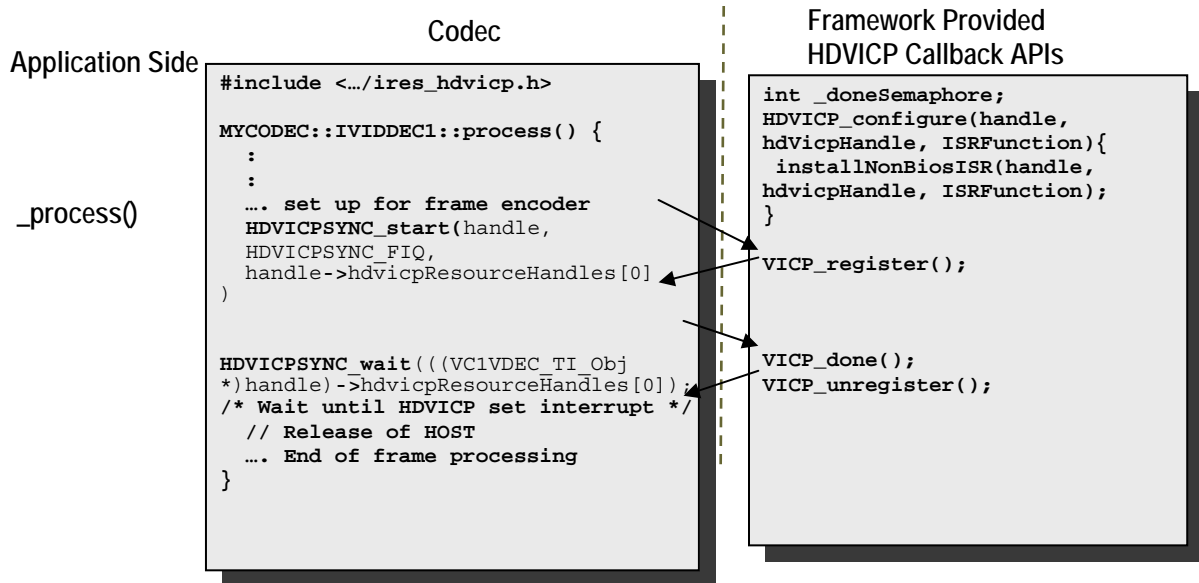 Application Side
_process()
Codec
#include <…/ires_hdvicp.h>
MYCODEC::IVIDDEC1::process() {
:
:
…. set up for frame encoder
HDVICPSYNC_start(handle,
HDVICPSYNC_FIQ,
handle->hdvicpResourceHandles[0]
)
HDVICPSYNC_wait(((VC1VDEC_TI_Obj
*)handle)->hdvicpResourceHandles[0]);
/* Wait until HDVICP set interrupt */
// Release of HOST
…. End of frame processing
}
Framework Provided
HDVICP Callback APIs
int _doneSemaphore;
HDVICP_configure(handle,
hdVicpHandle, ISRFunction){
installNonBiosISR(handle,
hdvicpHandle, ISRFunction);
}
VICP_register();
VICP_done();
VICP_unregister();